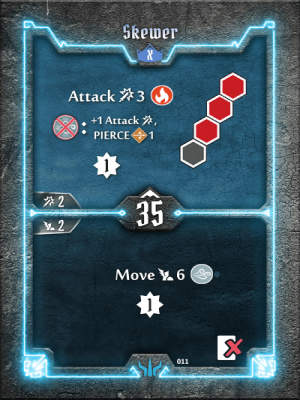 Skewer
X
Attack 3
: +1 Attack ,
PIERCE 1
1
2
35
2
Move 6
1
011